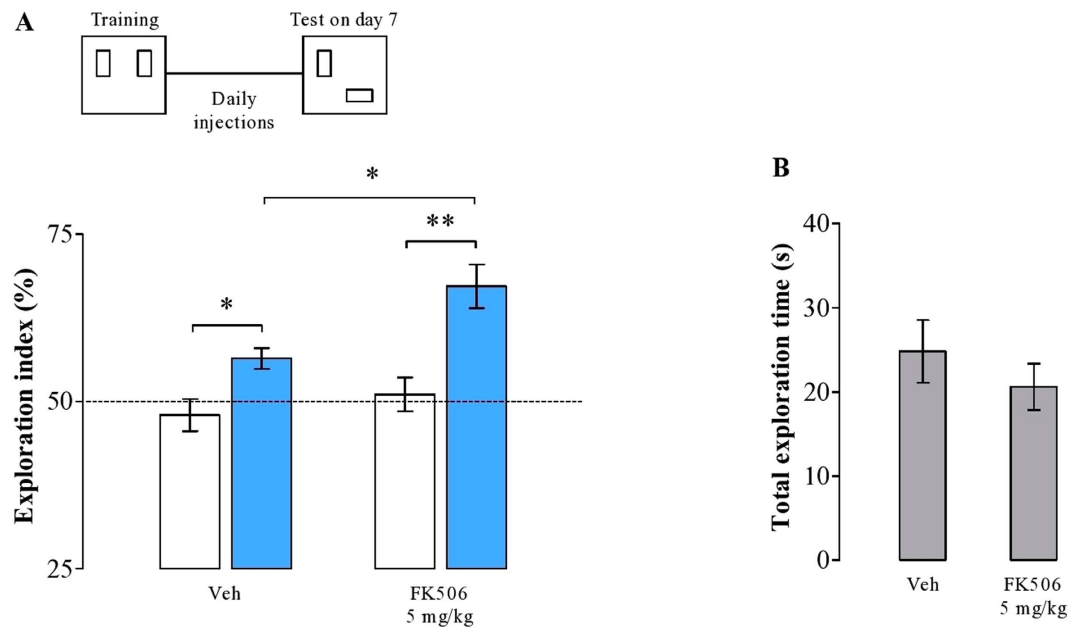 A
Training
Test on day 7
Daily
injections
*
**
*
75
50
25
Exploration index (%)
Veh
FK506
5 mg/kg
B
40
30
20
10
0
Total exploration time (s)
Veh
FK506
5 mg/kg